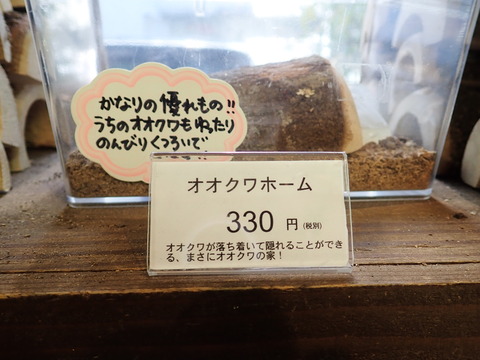 かなりの優れもの!!
うちのオオクワもねったり
のんびりくつろいで
オオクワホーム
330 円 (税別)
オオクワが落ち着いて隠れることができ
る、まさにオオクワの家！